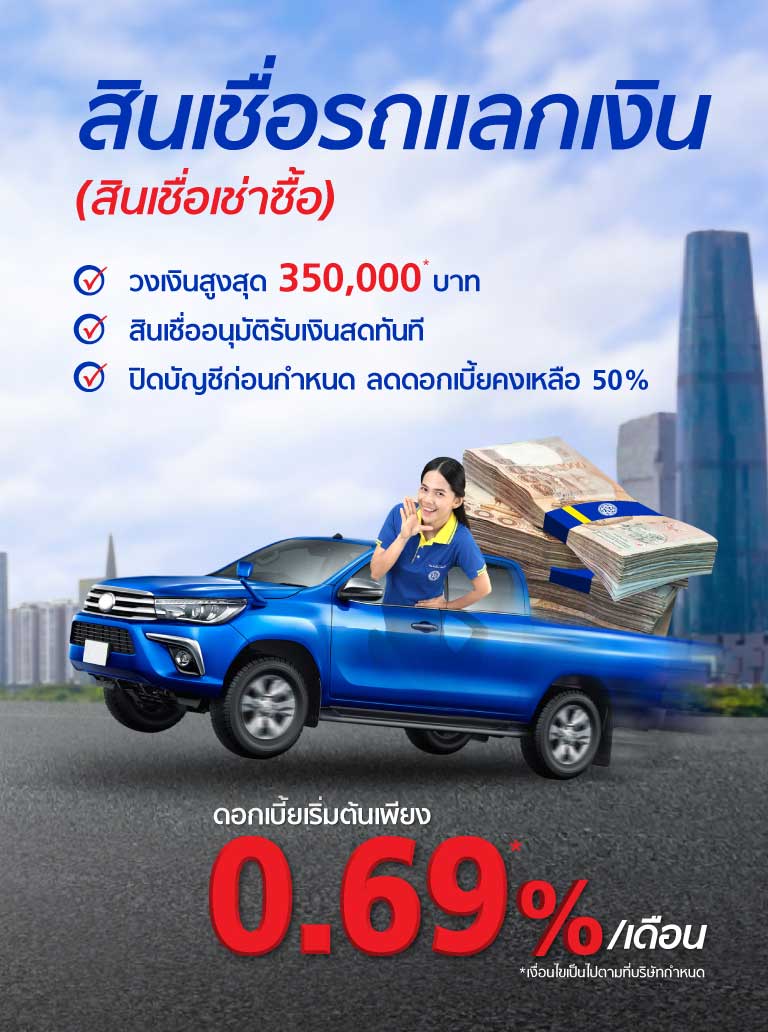 สินเชื่อรถแลกเงิน
(สินเชื่อเช่าซื้อ)
วงเงินสูงสุด 350,000* บาท
สินเชื่ออนุมัติรับเงินสดทันที
ปิดบัญชีก่อนกำหนด ลดดอกเบี้ยคงเหลือ 50%
ดอกเบี้ยเริ่มต้นเพียง
0.69*%/เดือน
*เงื่อนไขเป็นไปตามที่บริษัทกำหนด